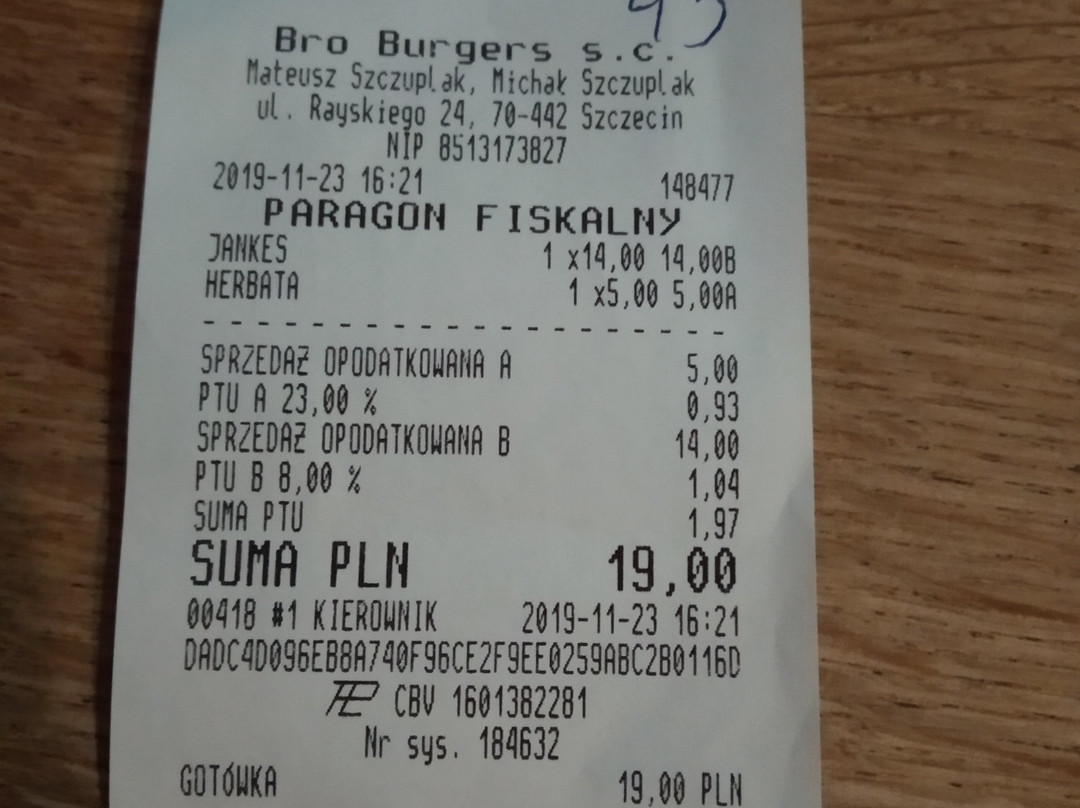 Bro Burgers s.c.
Mateusz Szczuplak, Michał Szczuplak
ul. Rayskiego 24, 70-442 Szczecin
NIP 8513173827
2019-11-23 16:21 148477
PARAGON FISKALNY
JANKES 1 x14,00 14,00B
HERBATA 1 x5,00 5,00A
- - - - - - - - - - - - - - - - - - - -
SPRZEDAŻ OPODATKOWANA A 5,00
PTU A 23,00 % 0,93
SPRZEDAŻ OPODATKOWANA B 14,00
PTU B 8,00 % 1,04
SUMA PTU 1,97
SUMA PLN 19,00
00418 #1 KIEROWNIK 2019-11-23 16:21
DADC4D096EB8A740F96CE2F9EE0259ABC2B0116D
CBV 1601382281
Nr sys. 184632
GOTÓWKA 19,00 PLN